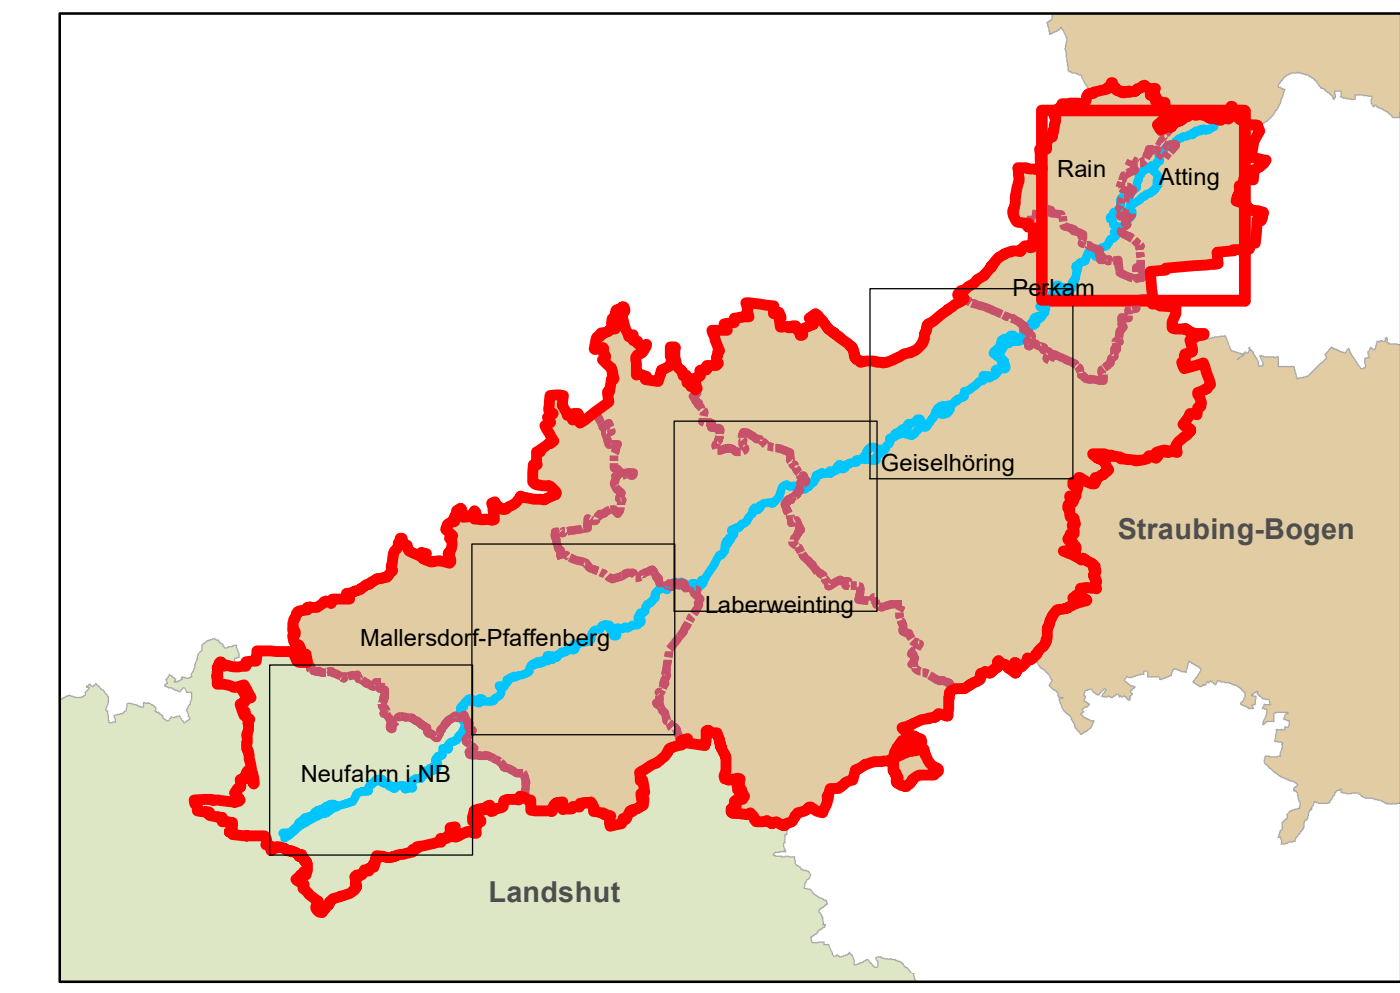 Rain
Atting
Perkam
Geiselhöring
Straubing-Bogen
Laberweinting
Mallersdorf-Pfaffenberg
Neufahrn i.NB
Landshut